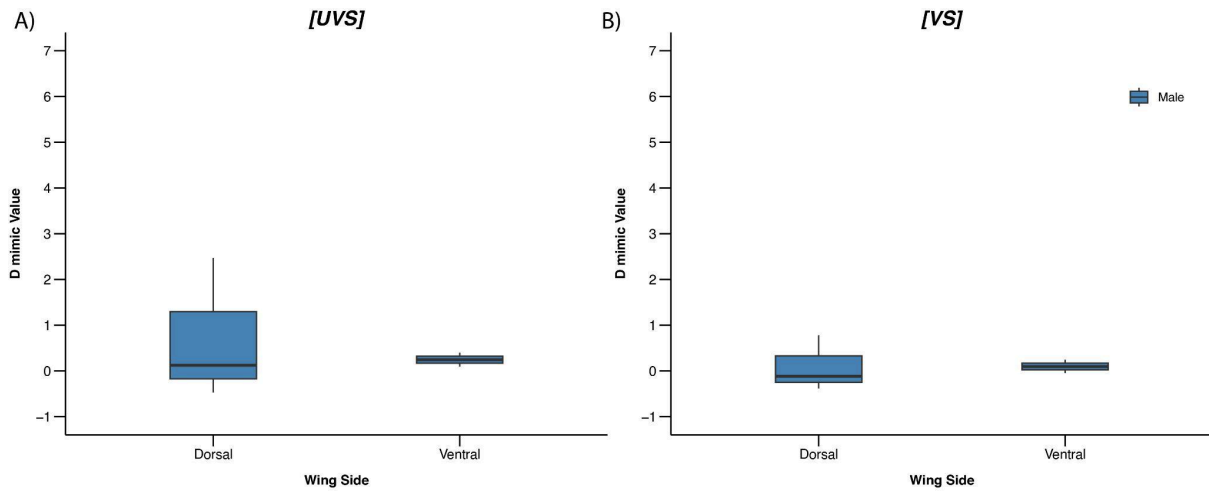 A)
[UVS]
7
6
5
4
3
2
1
0
−1
D mimic Value
Dorsal
Ventral
Wing Side
B)
[VS]
7
6
5
4
3
2
1
0
−1
D mimic Value
Male
Dorsal
Ventral
Wing Side